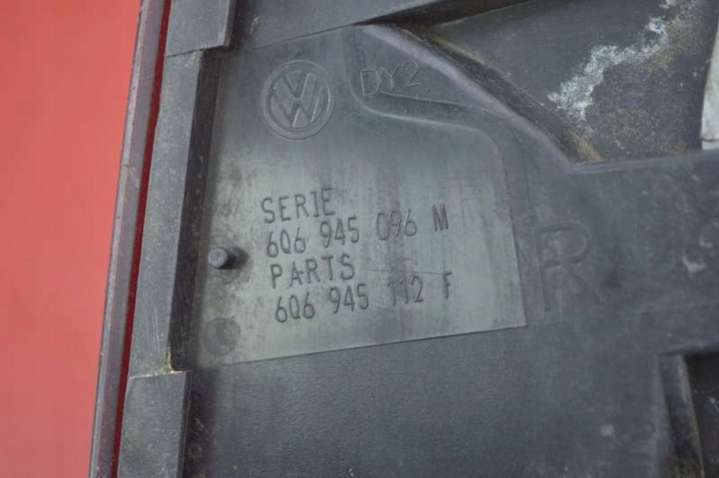 VW
DY2
SERIE
6Q6 945 096 M
PARTS
6Q6 945 112 F
R